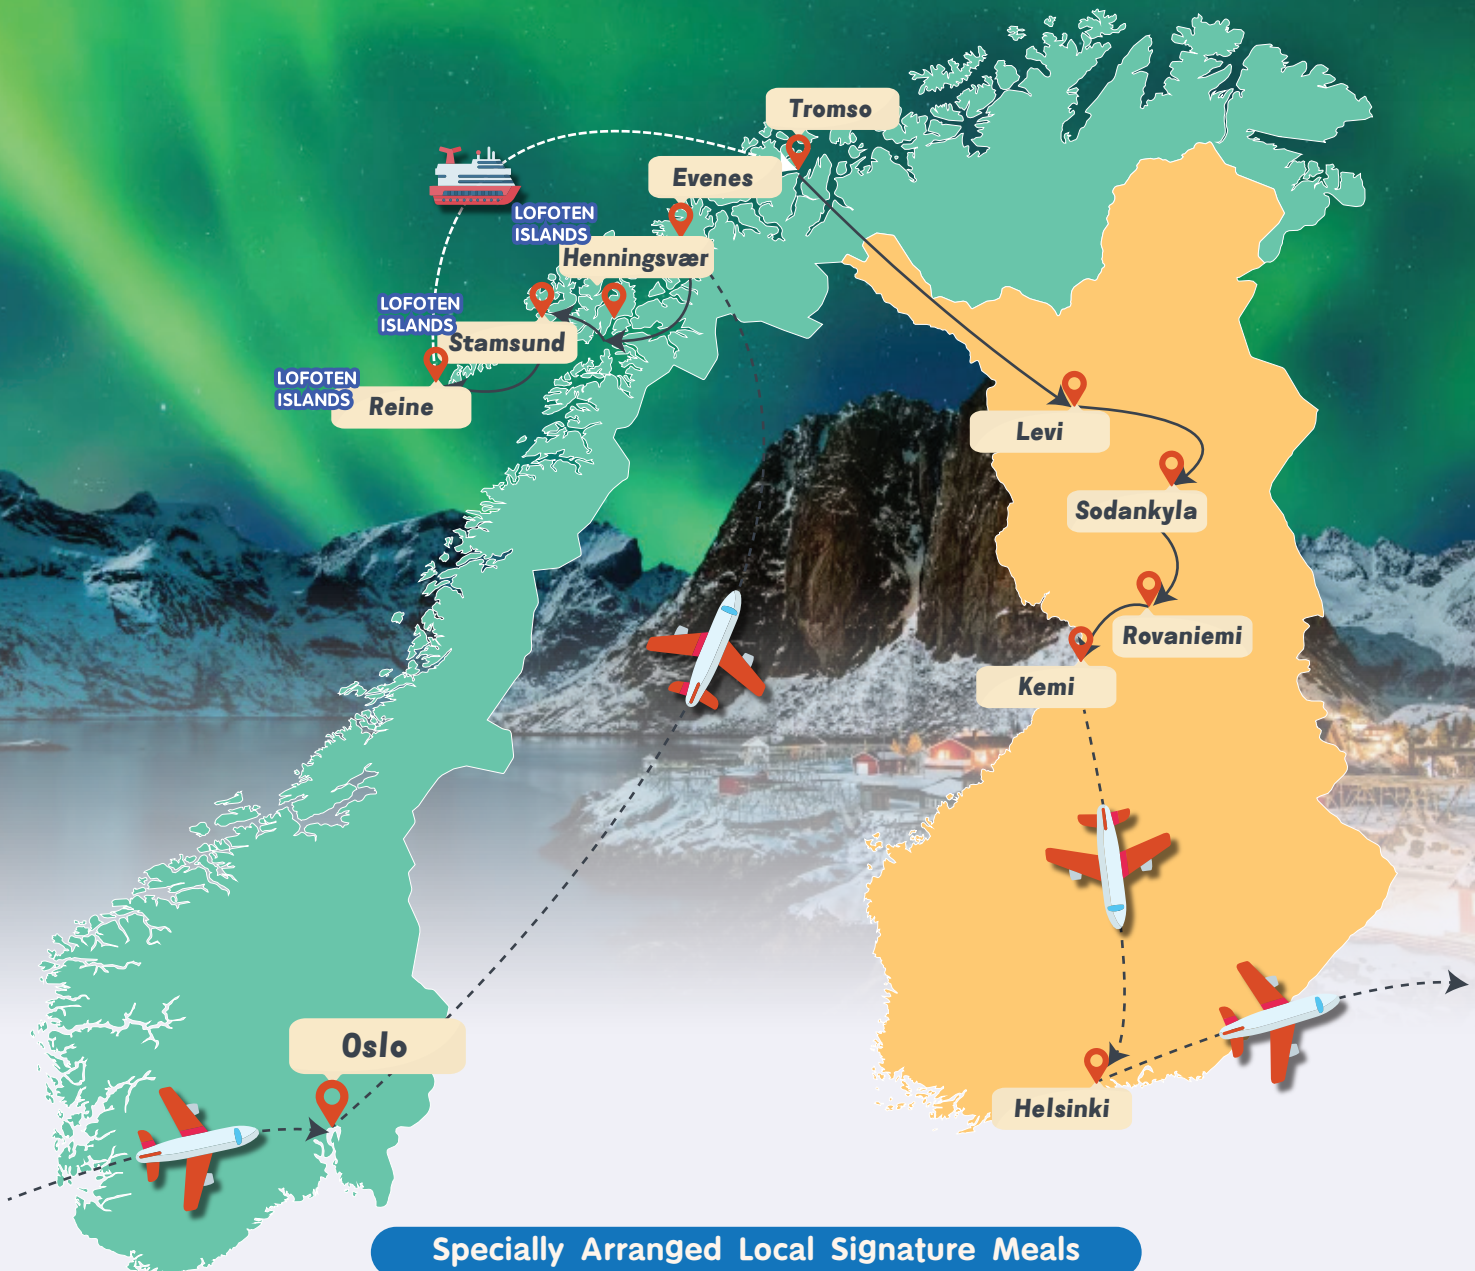 Tromso
Evenes
LOFOTEN
ISLANDS
Henningsvær
LOFOTEN
ISLANDS
Stamsund
LOFOTEN
ISLANDS
Reine
Levi
Sodankyla
Rovaniemi
Kemi
Oslo
Helsinki
Specially Arranged Local Signature Meals